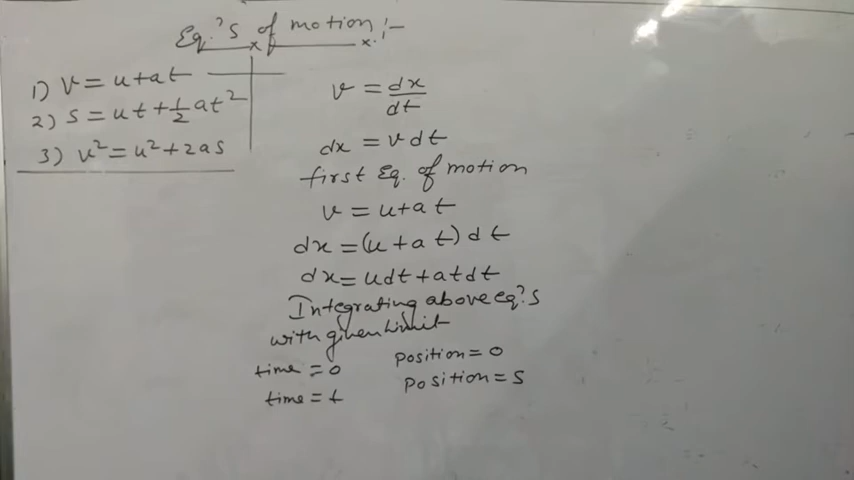 Eq.ⁿs of motion:-
1) v = u+at
2) s = ut+½at²
3) v² = u²+2as
v = dx/dt
dx = v dt
first Eq. of motion
v = u+at
dx = (u+at) dt
dx = udt+atdt
Integrating above eq.ⁿs
with given Limit
time = 0 position = 0
time = t position = s